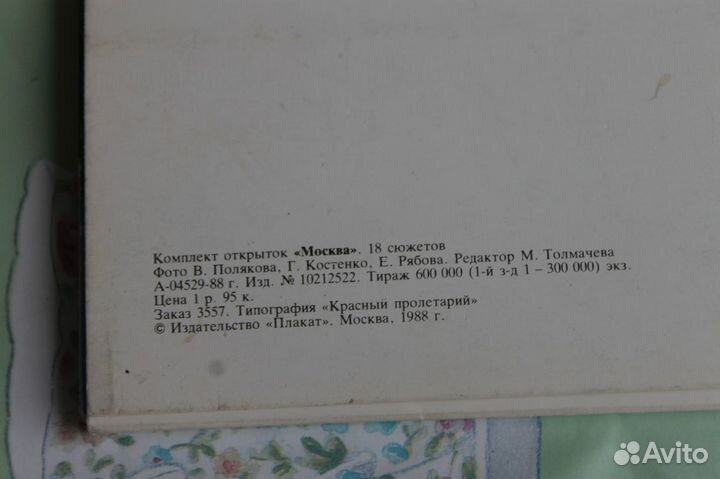 Комплект открыток «Москва». 18 сюжетов
Фото В. Полякова, Г. Костенко, Е. Рябова. Редактор М. Толмачева
А-04529-88 г. Изд. № 10212522. Тираж 600 000 (1-й з-д 1 – 300 000) экз.
Цена 1 р. 95 к.
Заказ 3557. Типография «Красный пролетарий»
© Издательство «Плакат». Москва, 1988 г.
Avito